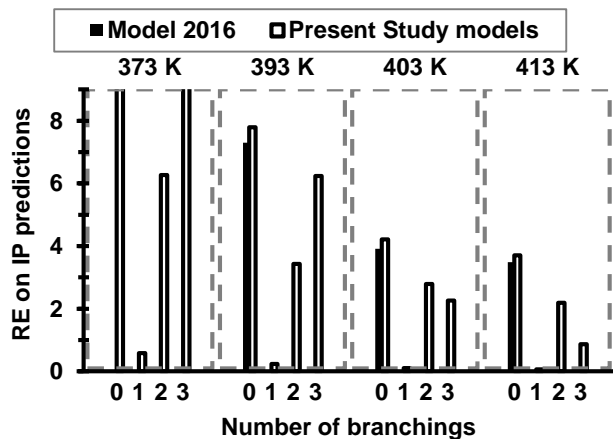 Model 2016 Present Study models
373 K 393 K 403 K 413 K
RE on IP predictions
8
6
4
2
0
0 1 2 3 0 1 2 3 0 1 2 3 0 1 2 3
Number of branchings